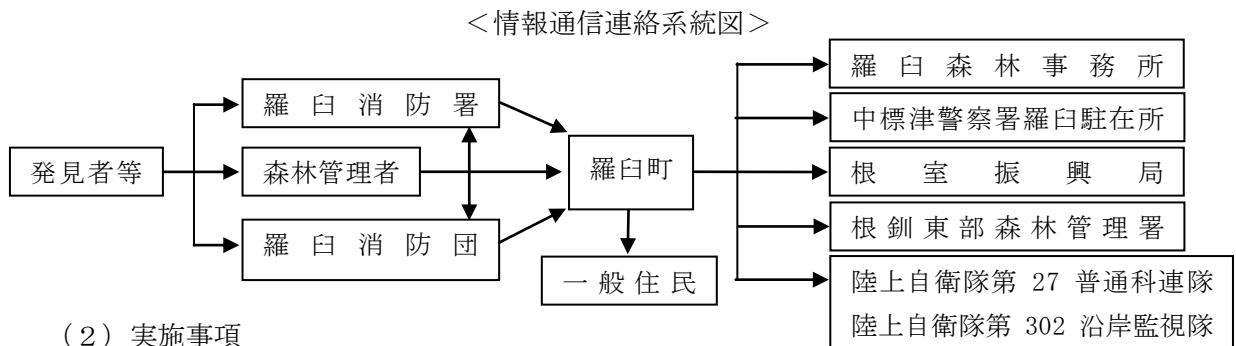 ＜情報通信連絡系統図＞
羅臼森林事務所
羅臼消防署
中標津警察署羅臼駐在所
発見者等
森林管理者
羅臼町
根室振興局
羅臼消防団
根釧東部森林管理署
一般住民
陸上自衛隊第 27 普通科連隊
陸上自衛隊第 302 沿岸監視隊
（２）実施事項